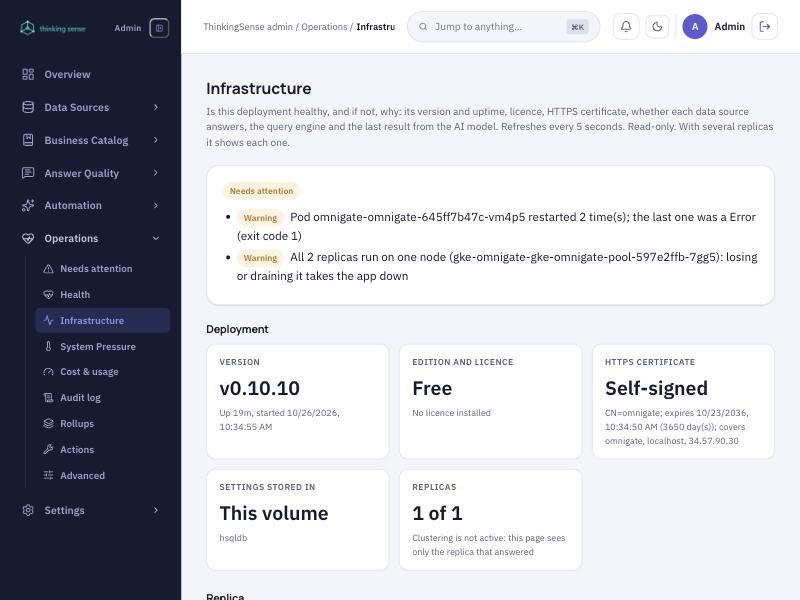 thinking sense
Admin
ThinkingSense admin / Operations / Infrastru
Jump to anything...
⌘K
A
Admin
Overview
Data Sources
Business Catalog
Answer Quality
Automation
Operations
Needs attention
Health
Infrastructure
System Pressure
Cost & usage
Audit log
Rollups
Actions
Advanced
Settings
Infrastructure
Is this deployment healthy, and if not, why: its version and uptime, licence, HTTPS certificate, whether each data source
answers, the query engine and the last result from the AI model. Refreshes every 5 seconds. Read-only. With several replicas
it shows each one.
Needs attention
• Warning Pod omnigate-omnigate-645ff7b47c-vm4p5 restarted 2 time(s); the last one was a Error
(exit code 1)
• Warning All 2 replicas run on one node (gke-omnigate-gke-omnigate-pool-597e2ffb-7gg5): losing
or draining it takes the app down
Deployment
VERSION
v0.10.10
Up 19m, started 10/26/2026,
10:34:55 AM
EDITION AND LICENCE
Free
No licence installed
HTTPS CERTIFICATE
Self-signed
CN=omnigate; expires 10/23/2036,
10:34:50 AM (3650 day(s)); covers
omnigate, localhost, 34.57.90.30
SETTINGS STORED IN
This volume
hsqldb
REPLICAS
1 of 1
Clustering is not active: this page sees
only the replica that answered
Replica